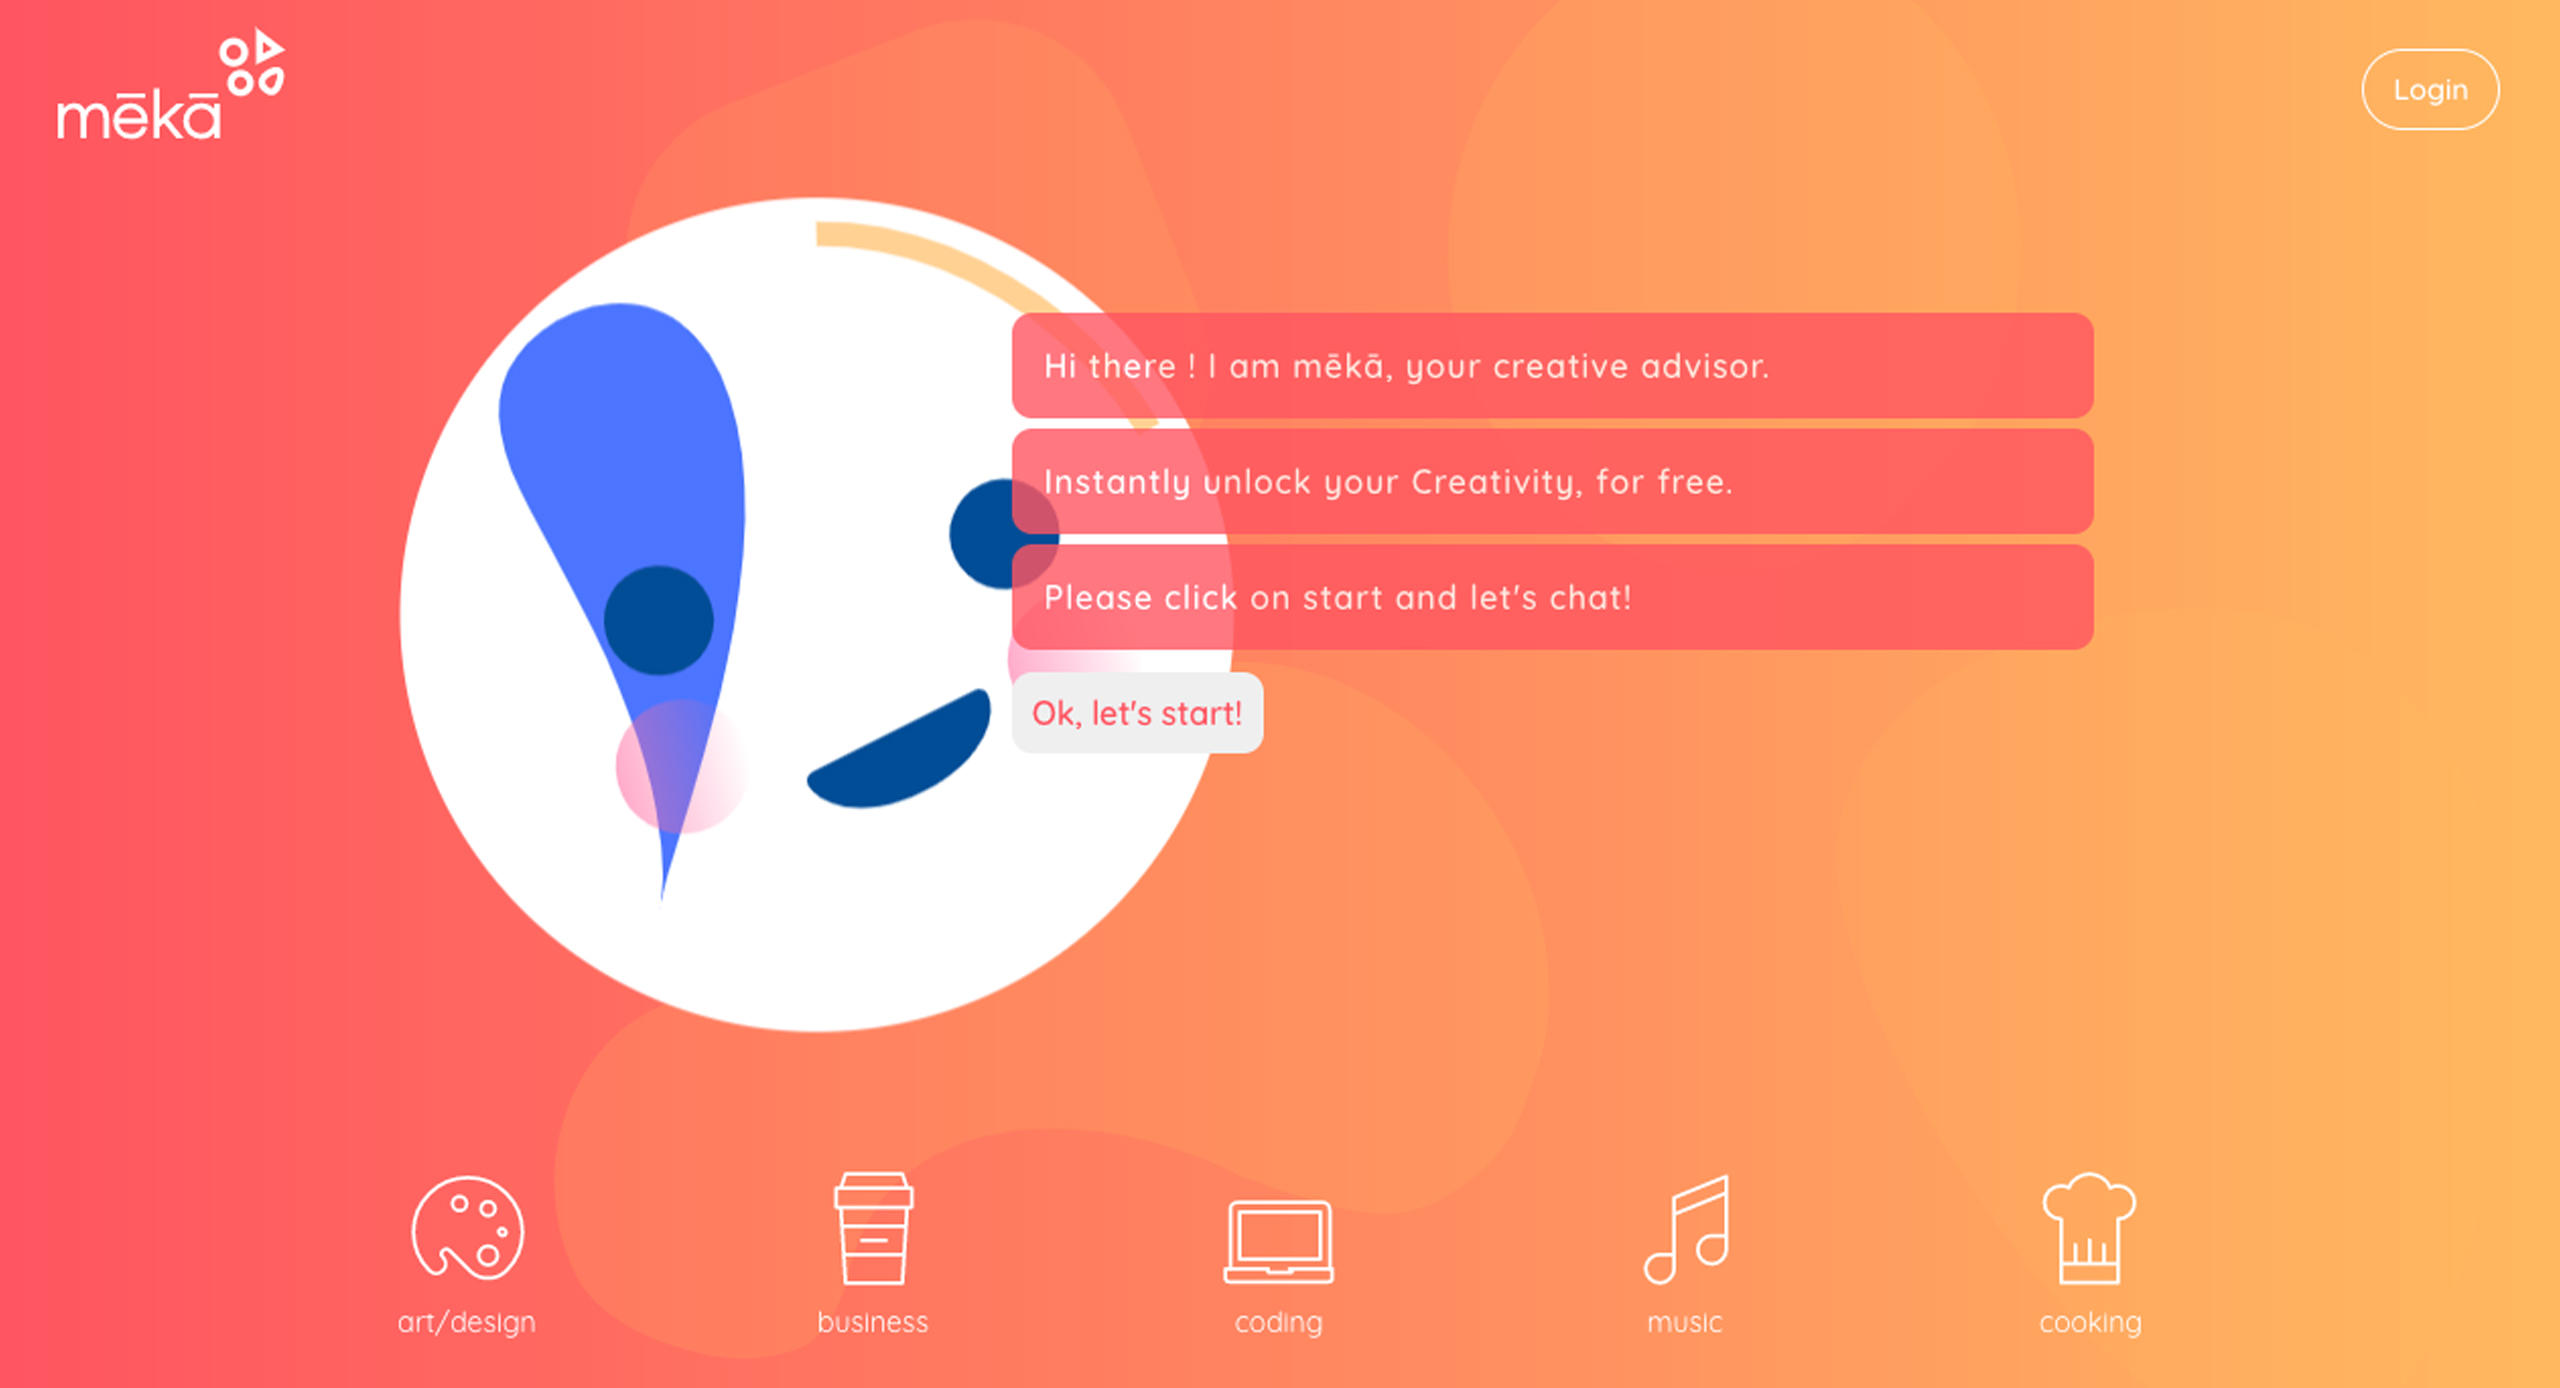 mēkā
Login
Hi there ! I am mēkā, your creative advisor.
Instantly unlock your Creativity, for free.
Please click on start and let's chat!
Ok, let's start!
art/design
business
coding
music
cooking